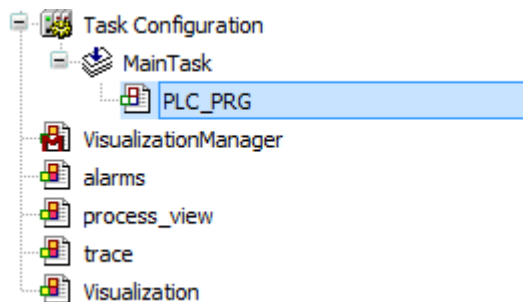 Task Configuration
MainTask
PLC_PRG
VisualizationManager
alarms
process_view
trace
Visualization